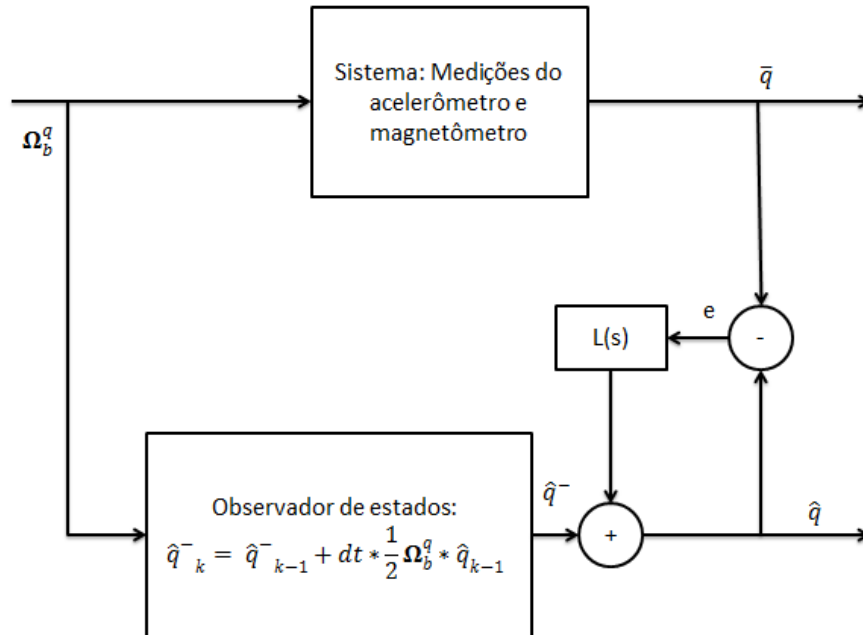 Sistema: Medições do
acelerômetro e
magnetômetro
q̄
Ω_b^q
e
L(s)
-
Observador de estados:
q̂⁻_k = q̂⁻_{k-1} + dt * 1/2 Ω_b^q * q̂_{k-1}
q̂⁻
+
q̂